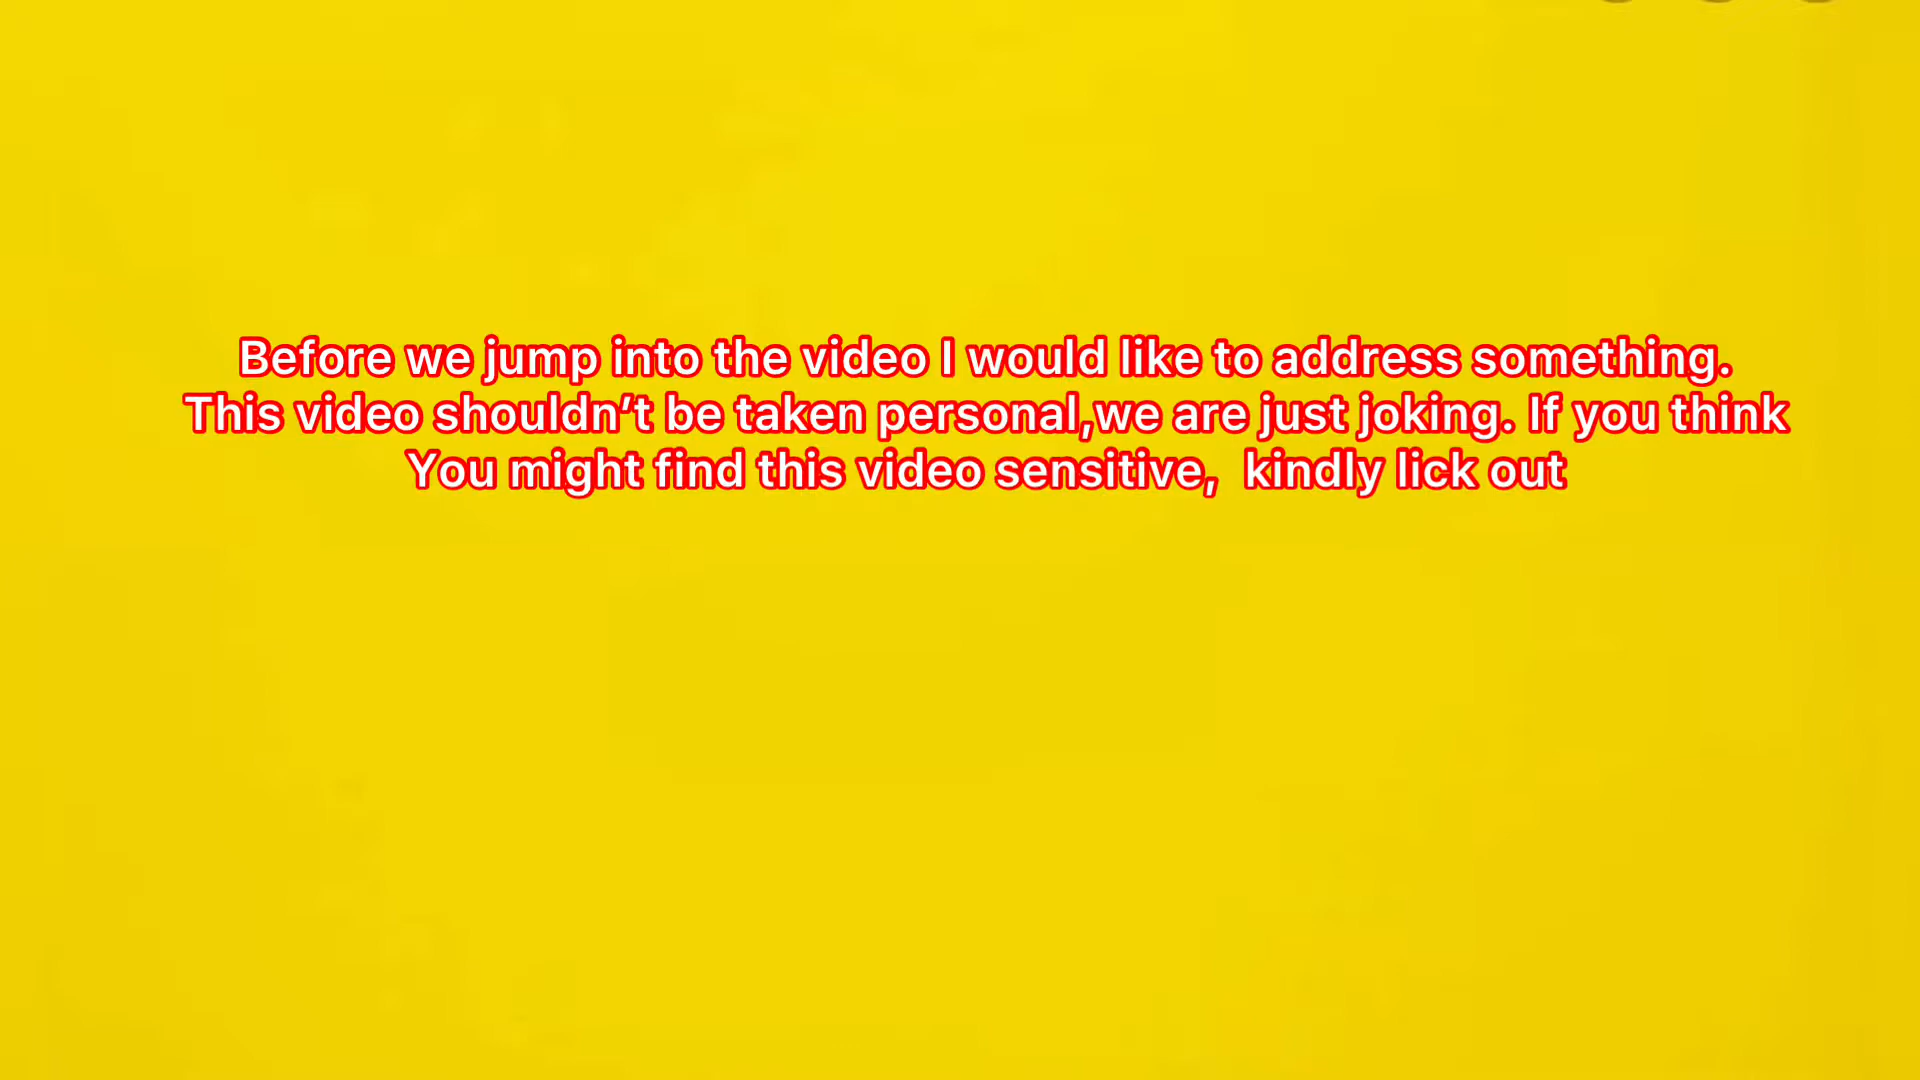 Before we jump into the video I would like to address something.
This video shouldn’t be taken personal,we are just joking. If you think
You might find this video sensitive,  kindly lick out